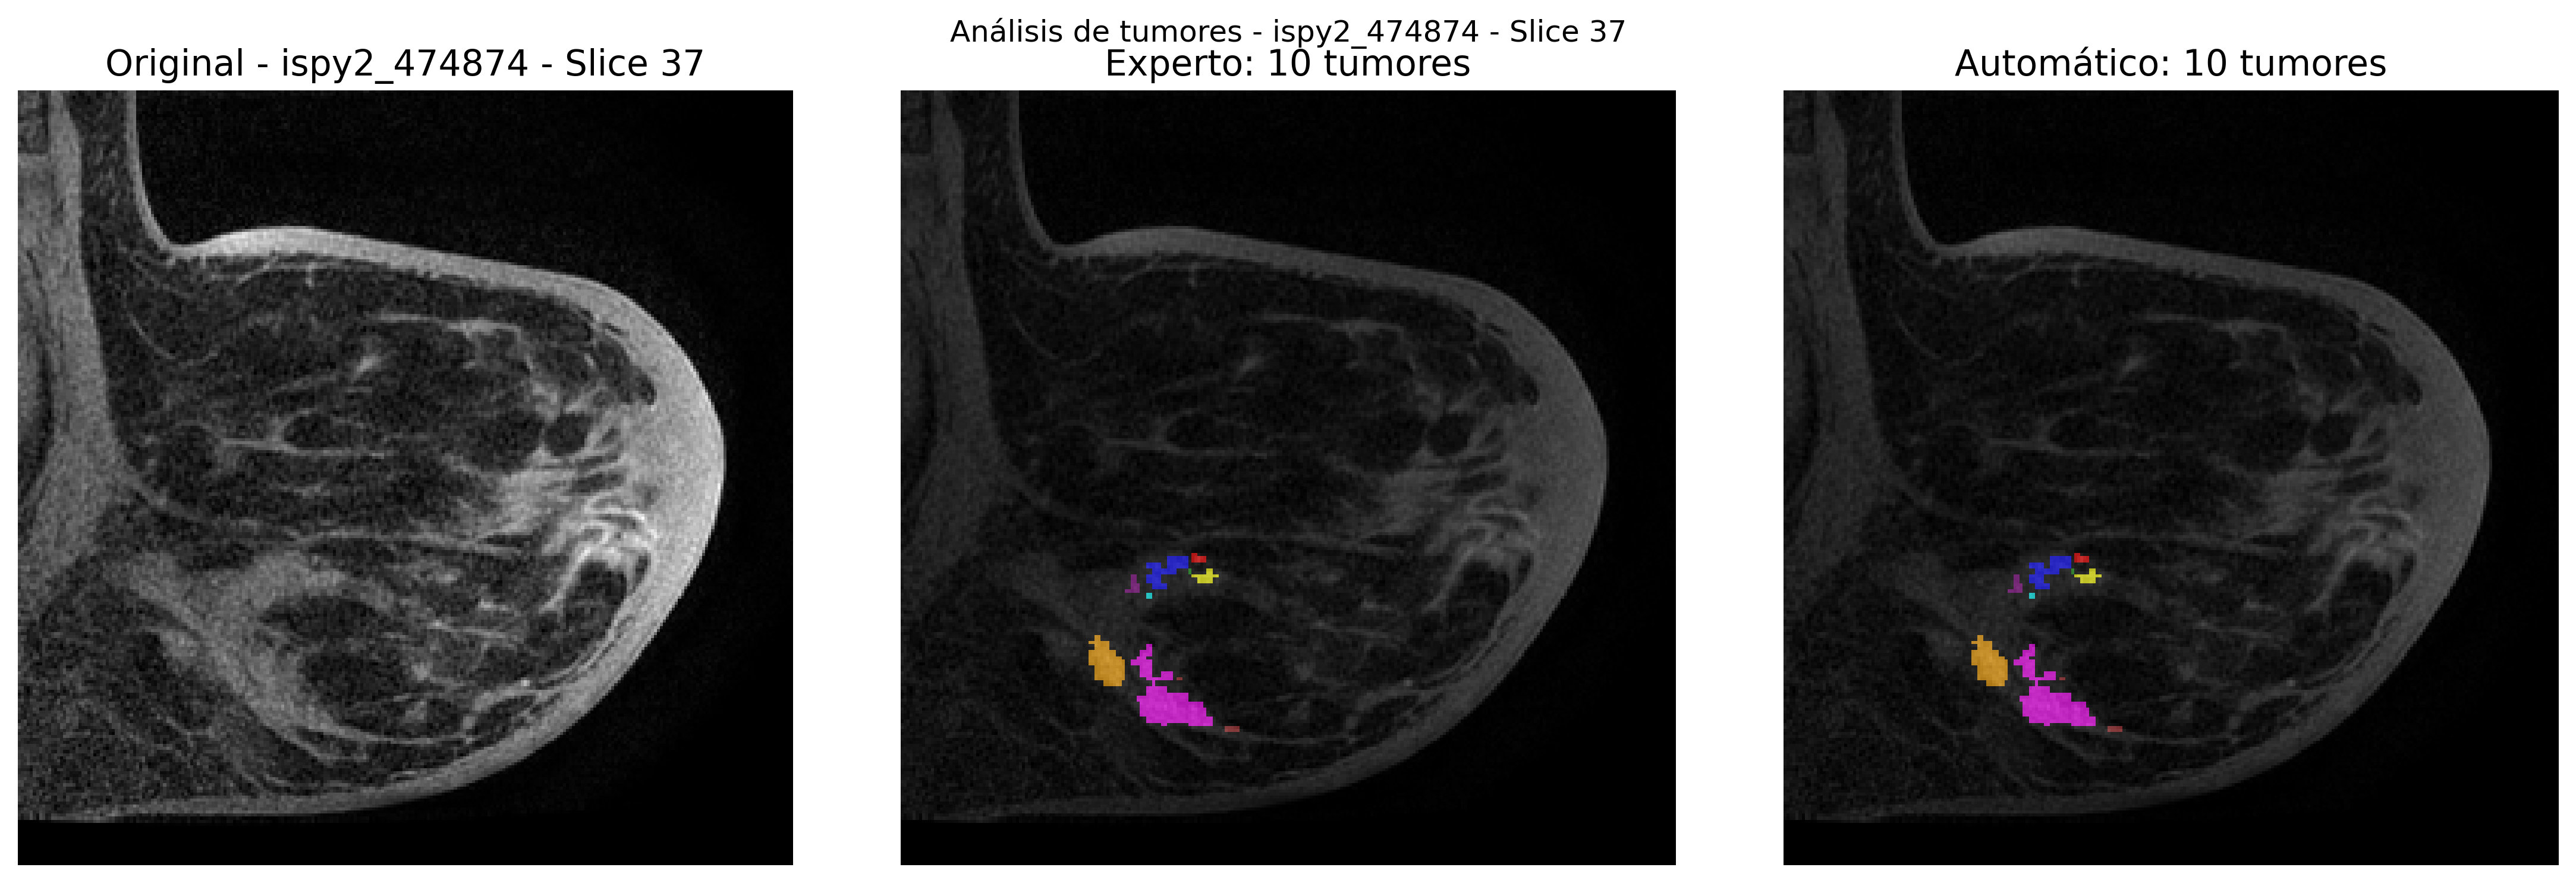 Análisis de tumores - ispy2_474874 - Slice 37
Original - ispy2_474874 - Slice 37
Experto: 10 tumores
Automático: 10 tumores